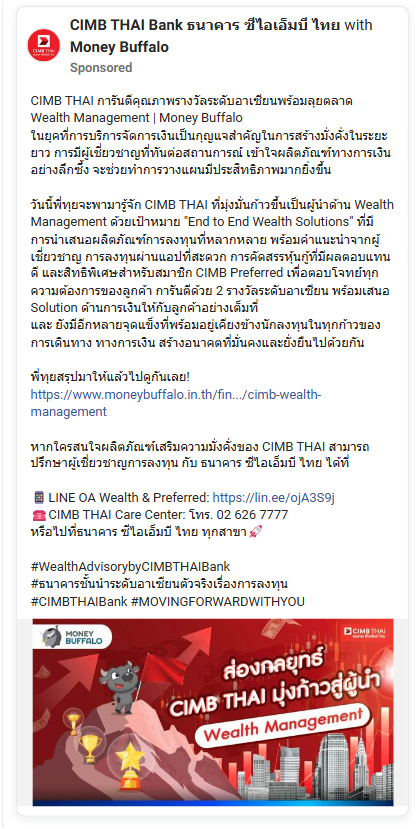 CIMB THAI Bank ธนาคาร ซีไอเอ็มบี ไทย with
Money Buffalo
Sponsored
CIMB THAI การันตีคุณภาพรางวัลระดับอาเซียนพร้อมลุยตลาด
Wealth Management | Money Buffalo
ในยุคที่การบริการจัดการเงินเป็นกุญแจสำคัญในการสร้างมั่งคั่งในระยะ
ยาว การมีผู้เชี่ยวชาญที่ทันต่อสถานการณ์ เข้าใจผลิตภัณฑ์ทางการเงิน
อย่างลึกซึ้ง จะช่วยทำการวางแผนมีประสิทธิภาพมากยิ่งขึ้น
วันนี้พี่ทุยจะพามารู้จัก CIMB THAI ที่มุ่งมั่นก้าวขึ้นเป็นผู้นำด้าน Wealth
Management ด้วยเป้าหมาย "End to End Wealth Solutions" ที่มี
การนำเสนอผลิตภัณฑ์การลงทุนที่หลากหลาย พร้อมคำแนะนำจากผู้
เชี่ยวชาญ การลงทุนผ่านแอปที่สะดวก การคัดสรรหุ้นกู้ที่มีผลตอบแทน
ดี และสิทธิพิเศษสำหรับสมาชิก CIMB Preferred เพื่อตอบโจทย์ทุก
ความต้องการของลูกค้า การันตีด้วย 2 รางวัลระดับอาเซียน พร้อมเสนอ
Solution ด้านการเงินให้กับลูกค้าอย่างเต็มที่
และ ยังมีอีกหลายจุดแข็งที่พร้อมอยู่เคียงข้างนักลงทุนในทุกก้าวของ
การเดินทาง ทางการเงิน สร้างอนาคตที่มั่นคงและยั่งยืนไปด้วยกัน
พี่ทุยสรุปมาให้แล้วไปดูกันเลย!
https://www.moneybuffalo.in.th/fin.../cimb-wealth-
management
หากใครสนใจผลิตภัณฑ์เสริมความมั่งคั่งของ CIMB THAI สามารถ
ปรึกษาผู้เชี่ยวชาญการลงทุน กับ ธนาคาร ซีไอเอ็มบี ไทย ได้ที่
LINE OA Wealth & Preferred: https://lin.ee/ojA3S9j
CIMB THAI Care Center: โทร. 02 626 7777
หรือไปที่ธนาคาร ซีไอเอ็มบี ไทย ทุกสาขา
#WealthAdvisorybyCIMBTHAIBank
#ธนาคารชั้นนำระดับอาเซียนตัวจริงเรื่องการลงทุน
#CIMBTHAIBank #MOVINGFORWARDWITHYOU
MONEY
BUFFALO
CIMB THAI
ส่องกลยุทธ์
CIMB THAI มุ่งก้าวสู่ผู้นำ
Wealth Management